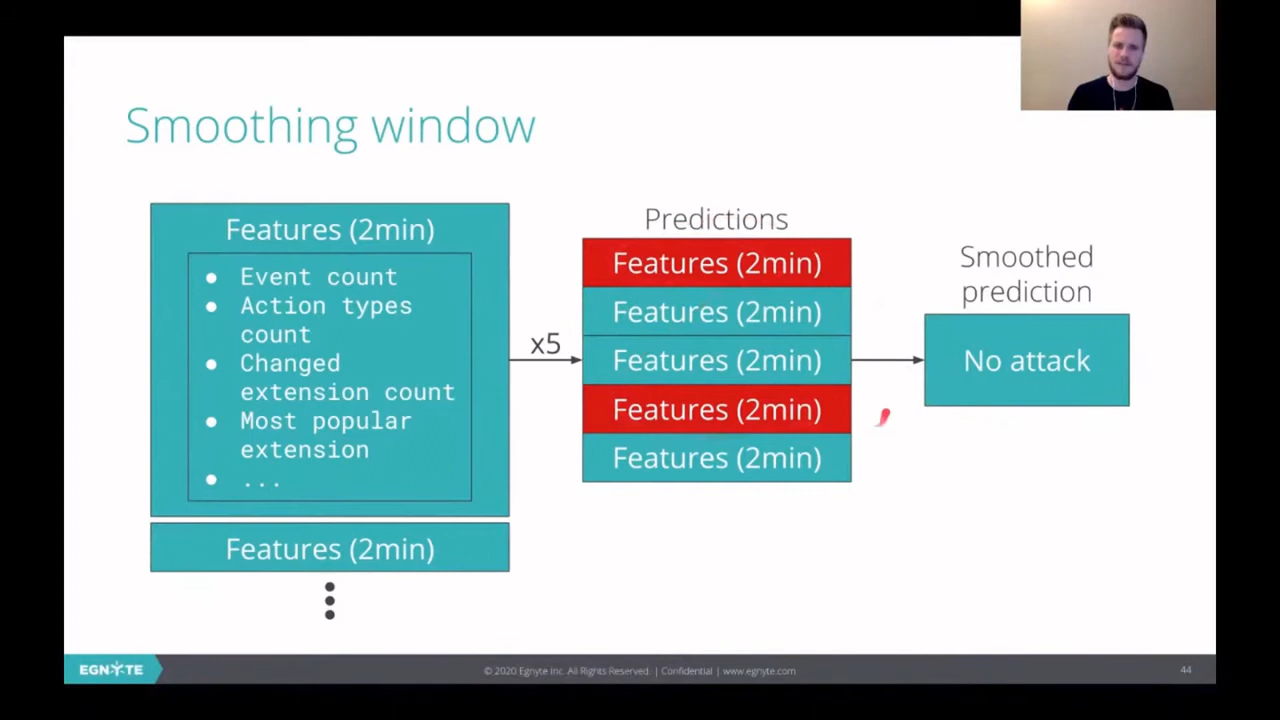 Smoothing window
Features (2min)
● Event count
● Action types
count
● Changed
extension count
● Most popular
extension
● ...
Features (2min)
x5
Predictions
Features (2min)
Features (2min)
Features (2min)
Features (2min)
Features (2min)
Smoothed
prediction
No attack
EGNYTE
© 2020 Egnyte Inc. All Rights Reserved. | Confidential | www.egnyte.com
44